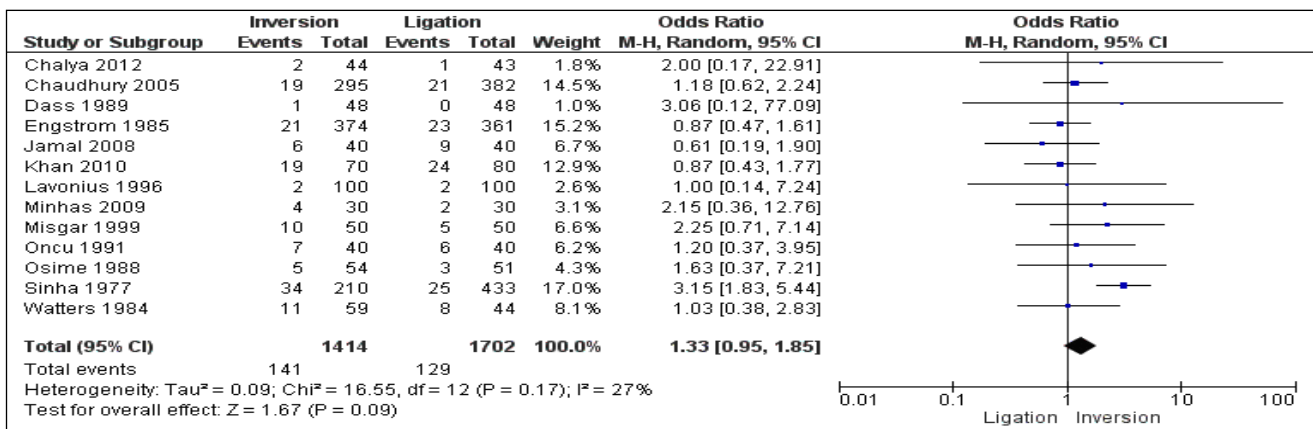 Inversion Ligation Odds Ratio Odds Ratio
Study or Subgroup Events Total Events Total Weight M-H, Random, 95% CI M-H, Random, 95% CI
Chalya 2012 2 44 1 43 1.8% 2.00 [0.17, 22.91]
Chaudhury 2005 19 295 21 382 14.5% 1.18 [0.62, 2.24]
Dass 1989 1 48 0 48 1.0% 3.06 [0.12, 77.09]
Engstrom 1985 21 374 23 361 15.2% 0.87 [0.47, 1.61]
Jamal 2008 6 40 9 40 6.7% 0.61 [0.19, 1.90]
Khan 2010 19 70 24 80 12.9% 0.87 [0.43, 1.77]
Lavonius 1996 2 100 2 100 2.6% 1.00 [0.14, 7.24]
Minhas 2009 4 30 2 30 3.1% 2.15 [0.36, 12.76]
Misgar 1999 10 50 5 50 6.6% 2.25 [0.71, 7.14]
Oncu 1991 7 40 6 40 6.2% 1.20 [0.37, 3.95]
Osime 1988 5 54 3 51 4.3% 1.63 [0.37, 7.21]
Sinha 1977 34 210 25 433 17.0% 3.15 [1.83, 5.44]
Watters 1984 11 59 8 44 8.1% 1.03 [0.38, 2.83]
Total (95% CI) 1414 1702 100.0% 1.33 [0.95, 1.85]
Total events 141 129
Heterogeneity: Tau² = 0.09; Chi² = 16.55, df = 12 (P = 0.17); I² = 27%
Test for overall effect: Z = 1.67 (P = 0.09)
0.01 0.1 1 10 100
Ligation Inversion